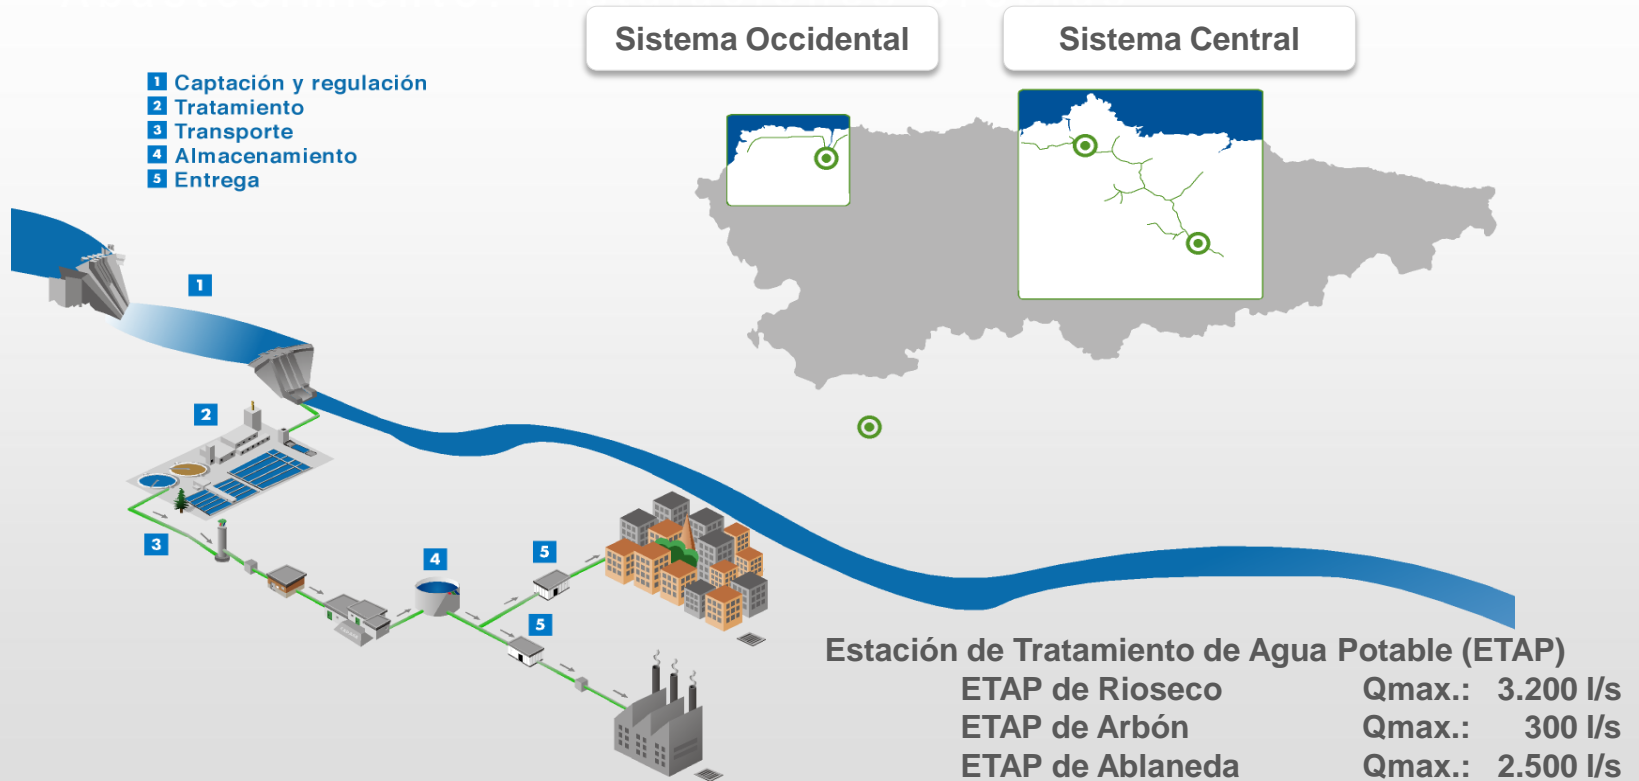 Sistema Occidental
Sistema Central
1 Captación y regulación
2 Tratamiento
3 Transporte
4 Almacenamiento
5 Entrega
1
2
3
4
5
5
Estación de Tratamiento de Agua Potable (ETAP)
ETAP de Rioseco Qmax.: 3.200 l/s
ETAP de Arbón Qmax.: 300 l/s
ETAP de Ablaneda Qmax.: 2.500 l/s